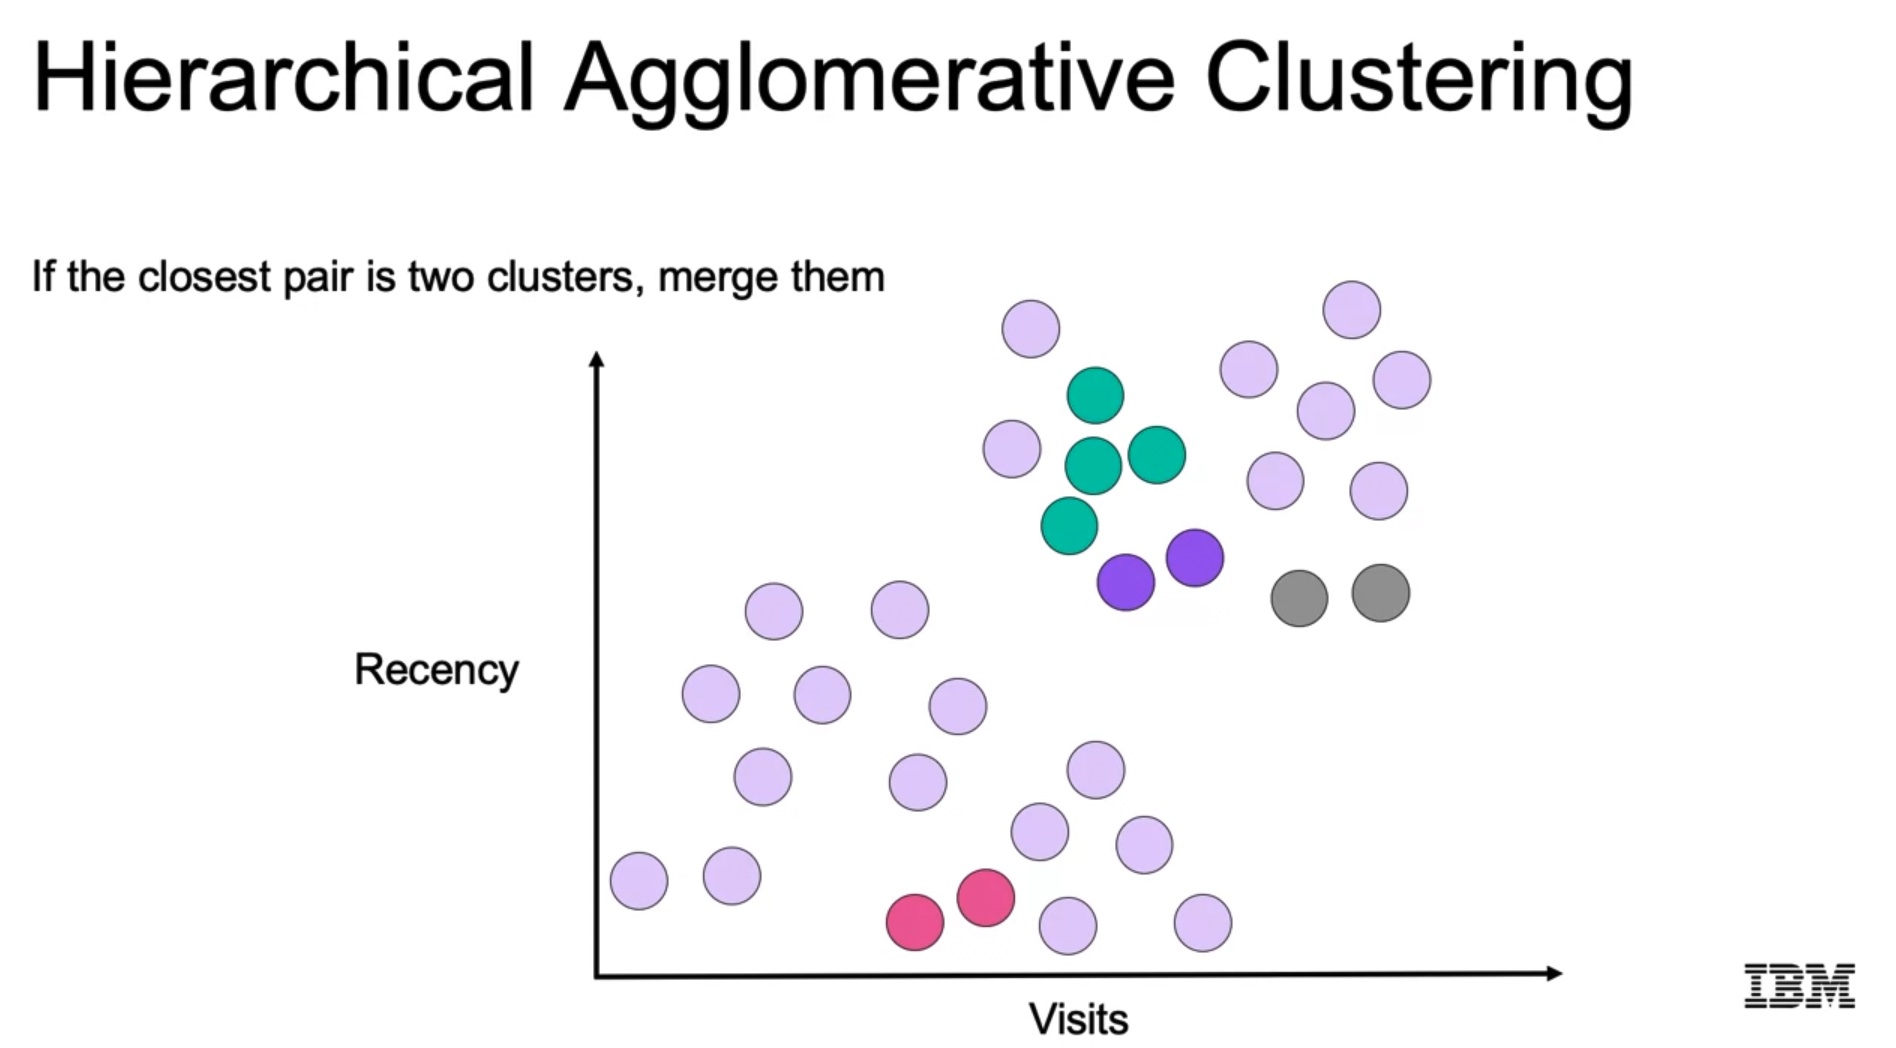 Hierarchical Agglomerative Clustering
If the closest pair is two clusters, merge them
Recency
Visits
IBM